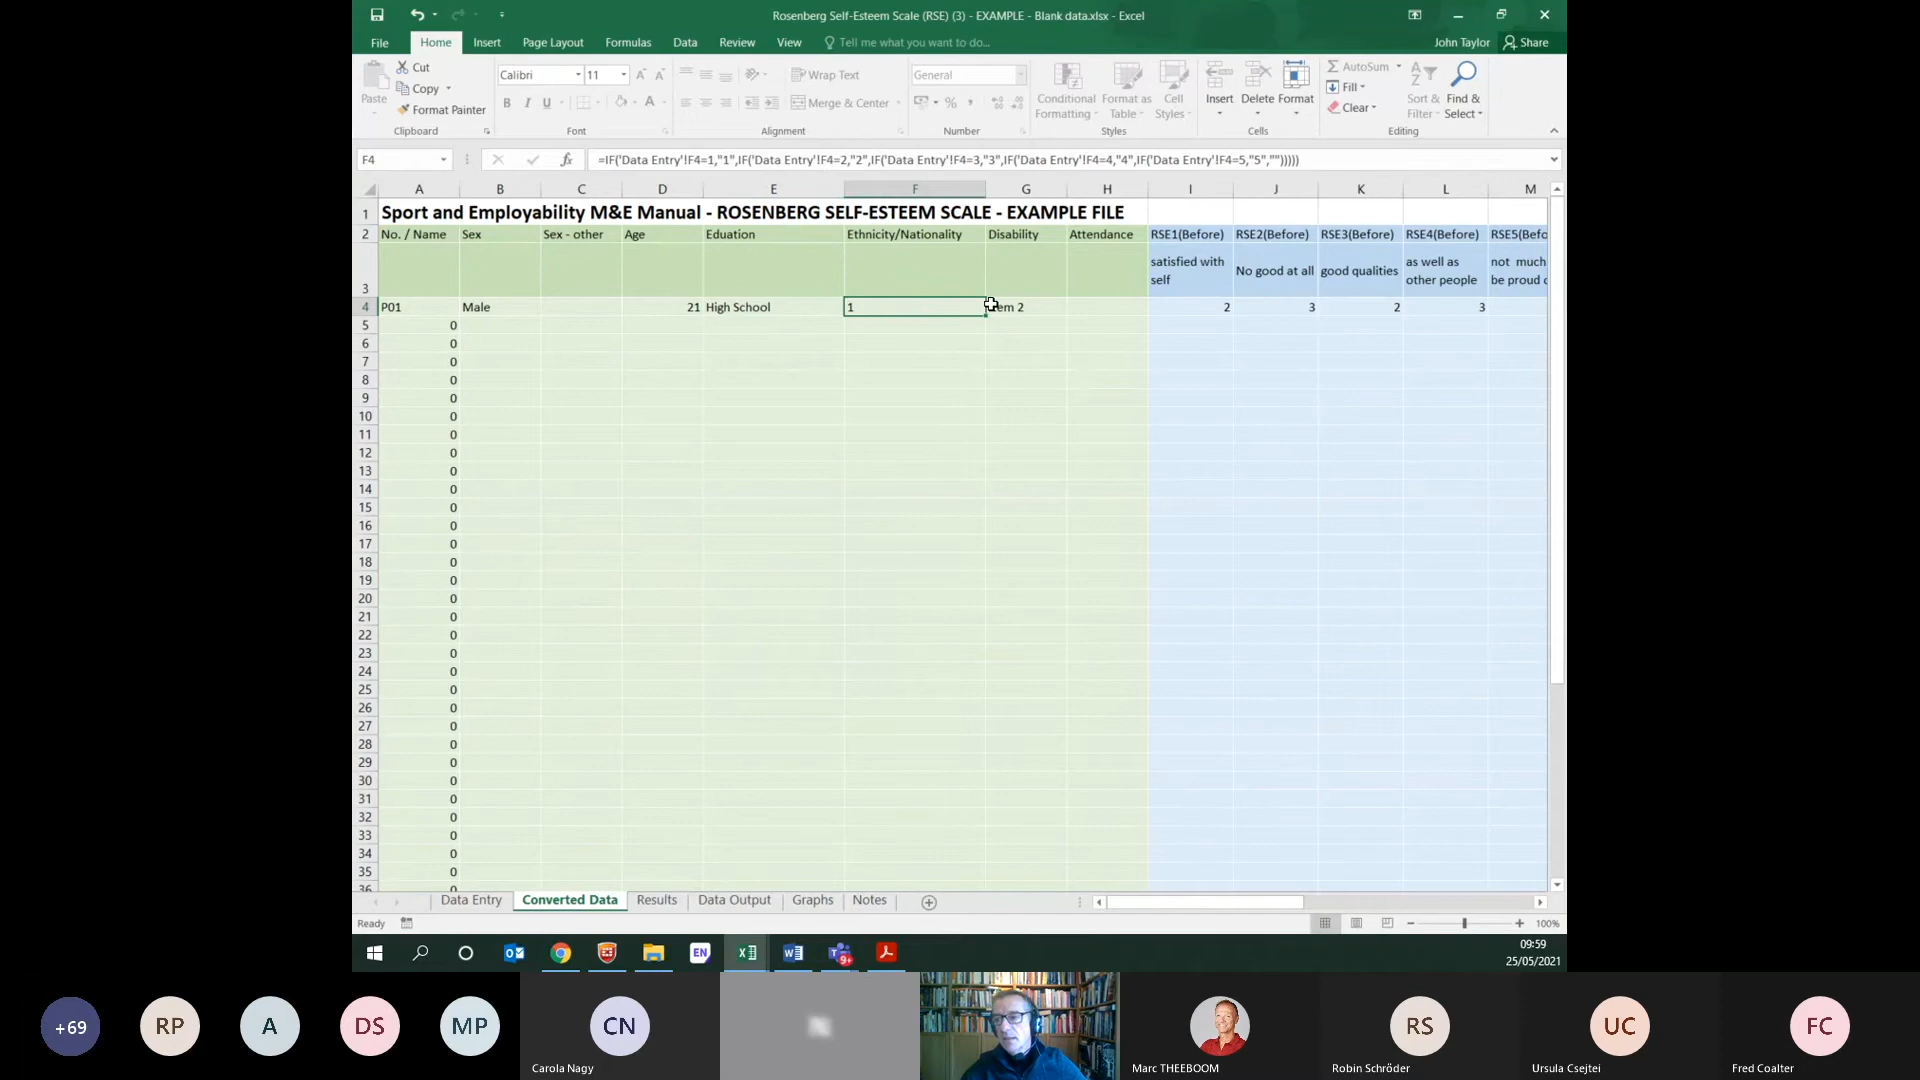 Rosenberg Self-Esteem Scale (RSE) (3) - EXAMPLE - Blank data.xlsx - Excel
File Home Insert Page Layout Formulas Data Review View Tell me what you want to do... John Taylor Share
Paste Cut Copy Format Painter Clipboard
Calibri 11 B I U Font
Wrap Text Merge & Center Alignment
General % Number
Conditional Formatting Format as Table Cell Styles Styles
Insert Delete Format Cells
AutoSum Fill Clear Sort & Filter Find & Select Editing
F4 fx =IF('Data Entry'!F4=1,"1",IF('Data Entry'!F4=2,"2",IF('Data Entry'!F4=3,"3",IF('Data Entry'!F4=4,"4",IF('Data Entry'!F4=5,"5","")))))
A B C D E F G H I J K L M
1 Sport and Employability M&E Manual - ROSENBERG SELF-ESTEEM SCALE - EXAMPLE FILE
2 No. / Name Sex Sex - other Age Eduation Ethnicity/Nationality Disability Attendance RSE1(Before) RSE2(Before) RSE3(Before) RSE4(Before) RSE5(Befo
3 satisfied with self No good at all good qualities as well as other people not much be proud
4 P01 Male 21 High School 1 em 2 2 3 2 3
5 0
6 0
7 0
8 0
9 0
10 0
11 0
12 0
13 0
14 0
15 0
16 0
17 0
18 0
19 0
20 0
21 0
22 0
23 0
24 0
25 0
26 0
27 0
28 0
29 0
30 0
31 0
32 0
33 0
34 0
35 0
36 0
Data Entry Converted Data Results Data Output Graphs Notes
Ready 100%
EN 9+ 09:59
25/05/2021
+69 RP A DS MP CN RS UC FC
Carola Nagy Marc THEEBOOM Robin Schröder Ursula Csejtei Fred Coalter